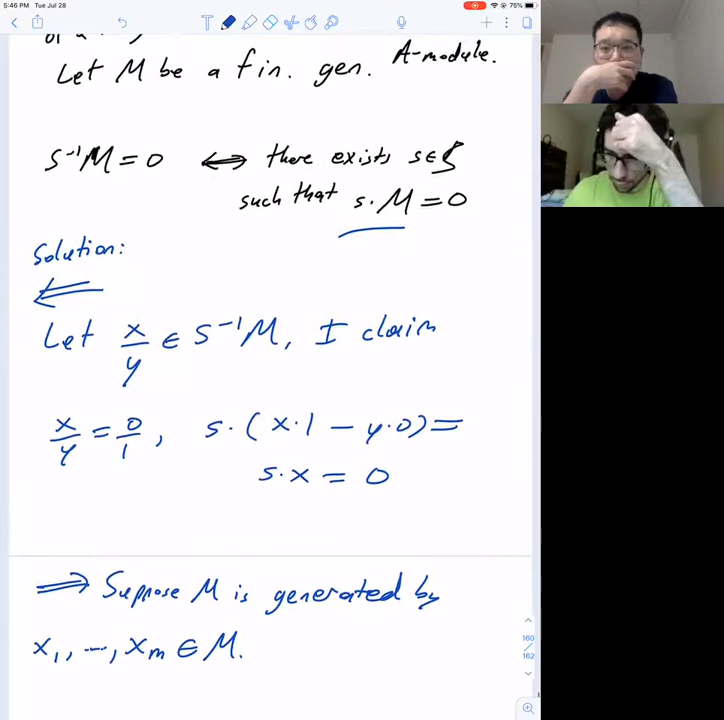 5:46 PM Tue Jul 28
75%
of a
Let M be a fin. gen. A-module.
S⁻¹M = 0 ⟺ there exists s∈S
such that s·M = 0
Solution:
⟸
Let x/y ∈ S⁻¹M, I claim
x/y = 0/1, s·(x·1 − y·0) =
s·x = 0
⟹ Suppose M is generated by
x₁, ..., xₘ ∈ M.
160
/
162